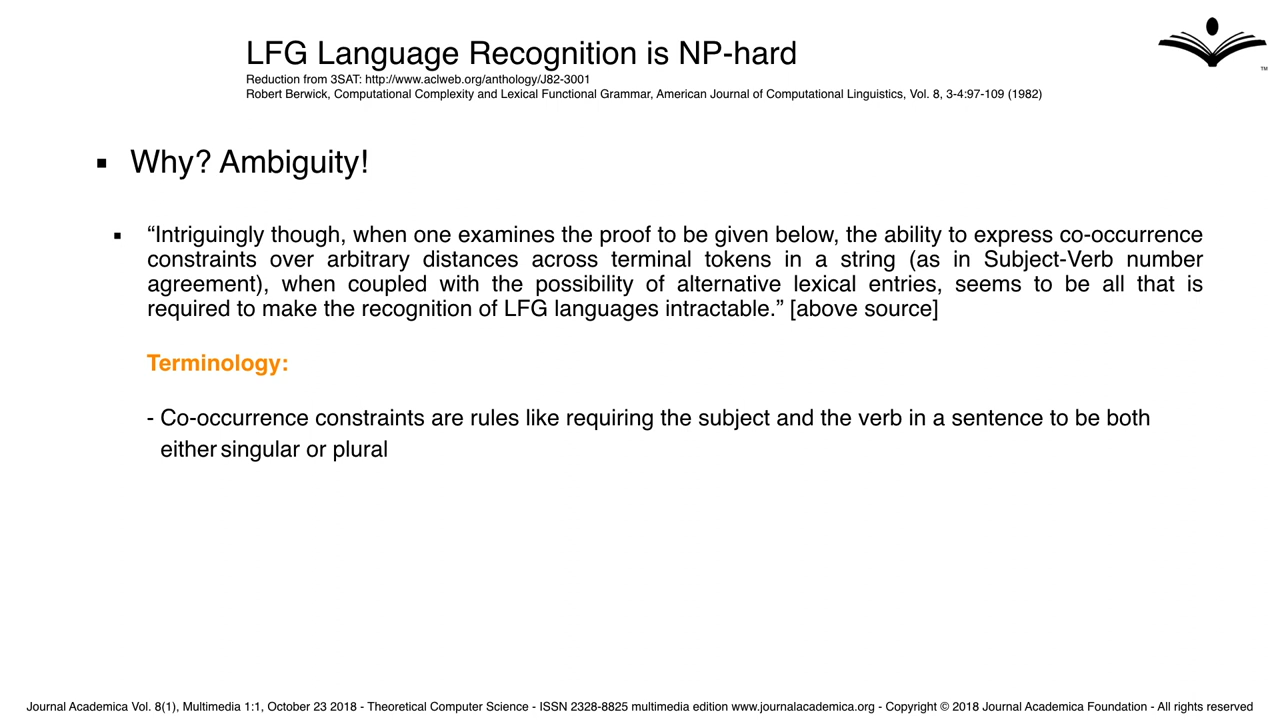 LFG Language Recognition is NP-hard
Reduction from 3SAT: http://www.aclweb.org/anthology/J82-3001
Robert Berwick, Computational Complexity and Lexical Functional Grammar, American Journal of Computational Linguistics, Vol. 8, 3-4:97-109 (1982)
TM
▪ Why? Ambiguity!
▪ “Intriguingly though, when one examines the proof to be given below, the ability to express co-occurrence
constraints over arbitrary distances across terminal tokens in a string (as in Subject-Verb number
agreement), when coupled with the possibility of alternative lexical entries, seems to be all that is
required to make the recognition of LFG languages intractable.” [above source]
Terminology:
- Co-occurrence constraints are rules like requiring the subject and the verb in a sentence to be both
either singular or plural
Journal Academica Vol. 8(1), Multimedia 1:1, October 23 2018 - Theoretical Computer Science - ISSN 2328-8825 multimedia edition www.journalacademica.org - Copyright © 2018 Journal Academica Foundation - All rights reserved